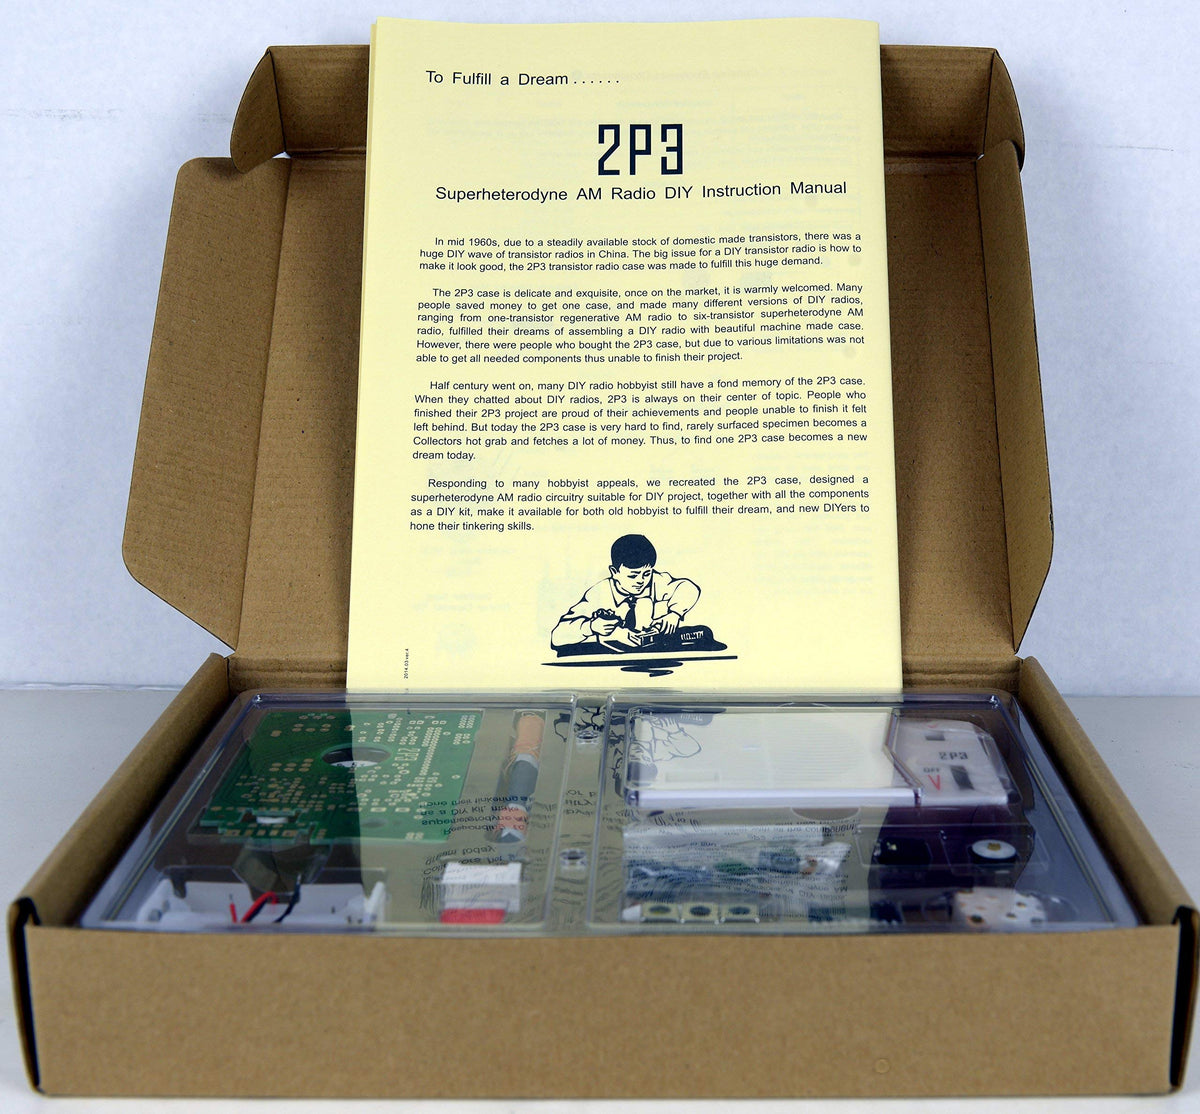 To Fulfill a Dream . . . . . .
2P3
Superheterodyne AM Radio DIY Instruction Manual
In mid 1960s, due to a steadily available stock of domestic made transistors, there was a
huge DIY wave of transistor radios in China. The big issue for a DIY transistor radio is how to
make it look good, the 2P3 transistor radio case was made to fulfill this huge demand.
The 2P3 case is delicate and exquisite, once on the market, it is warmly welcomed. Many
people saved money to get one case, and made many different versions of DIY radios,
ranging from one-transistor regenerative AM radio to six-transistor superheterodyne AM
radio, fulfilled their dreams of assembling a DIY radio with beautiful machine made case.
However, there were people who bought the 2P3 case, but due to various limitations was not
able to get all needed components thus unable to finish their project.
Half century went on, many DIY radio hobbyist still have a fond memory of the 2P3 case.
When they chatted about DIY radios, 2P3 is always on their center of topic. People who
finished their 2P3 project are proud of their achievements and people unable to finish it felt
left behind. But today the 2P3 case is very hard to find, rarely surfaced specimen becomes a
Collectors hot grab and fetches a lot of money. Thus, to find one 2P3 case becomes a new
dream today.
Responding to many hobbyist appeals, we recreated the 2P3 case, designed a
superheterodyne AM radio circuitry suitable for DIY project, together with all the components
as a DIY kit, make it available for both old hobbyist to fulfill their dream, and new DIYers to
hone their tinkering skills.
2014.03 ver.4
2P3
2P3
OFF